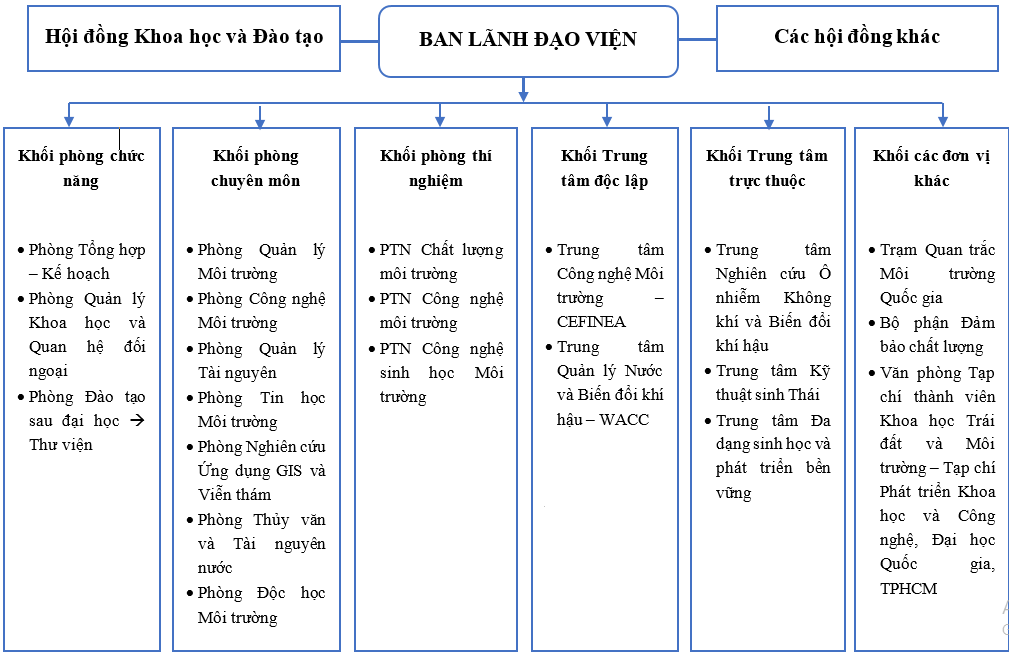 Hội đồng Khoa học và Đào tạo
BAN LÃNH ĐẠO VIỆN
Các hội đồng khác
Khối phòng chức
năng
• Phòng Tổng hợp
– Kế hoạch
• Phòng Quản lý
Khoa học và
Quan hệ đối
ngoại
• Phòng Đào tạo
sau đại học →
Thư viện
Khối phòng
chuyên môn
• Phòng Quản lý
Môi trường
• Phòng Công nghệ
Môi trường
• Phòng Quản lý
Tài nguyên
• Phòng Tin học
Môi trường
• Phòng Nghiên cứu
Ứng dụng GIS và
Viễn thám
• Phòng Thủy văn
và Tài nguyên
nước
• Phòng Độc học
Môi trường
Khối phòng thí
nghiệm
• PTN Chất lượng
môi trường
• PTN Công nghệ
môi trường
• PTN Công nghệ
sinh học Môi
trường
Khối Trung
tâm độc lập
• Trung tâm
Công nghệ Môi
trường –
CEFINEA
• Trung tâm
Quản lý Nước
và Biến đổi khí
hậu – WACC
Khối Trung tâm
trực thuộc
• Trung tâm
Nghiên cứu Ô
nhiễm Không
khí và Biến đổi
khí hậu
• Trung tâm Kỹ
thuật sinh Thái
• Trung tâm Đa
dạng sinh học và
phát triển bền
vững
Khối các đơn vị
khác
• Trạm Quan trắc
Môi trường
Quốc gia
• Bộ phận Đảm
bảo chất lượng
• Văn phòng Tạp
chí thành viên
Khoa học Trái
đất và Môi
trường – Tạp chí
Phát triển Khoa
học và Công
nghệ, Đại học
Quốc gia,
TPHCM